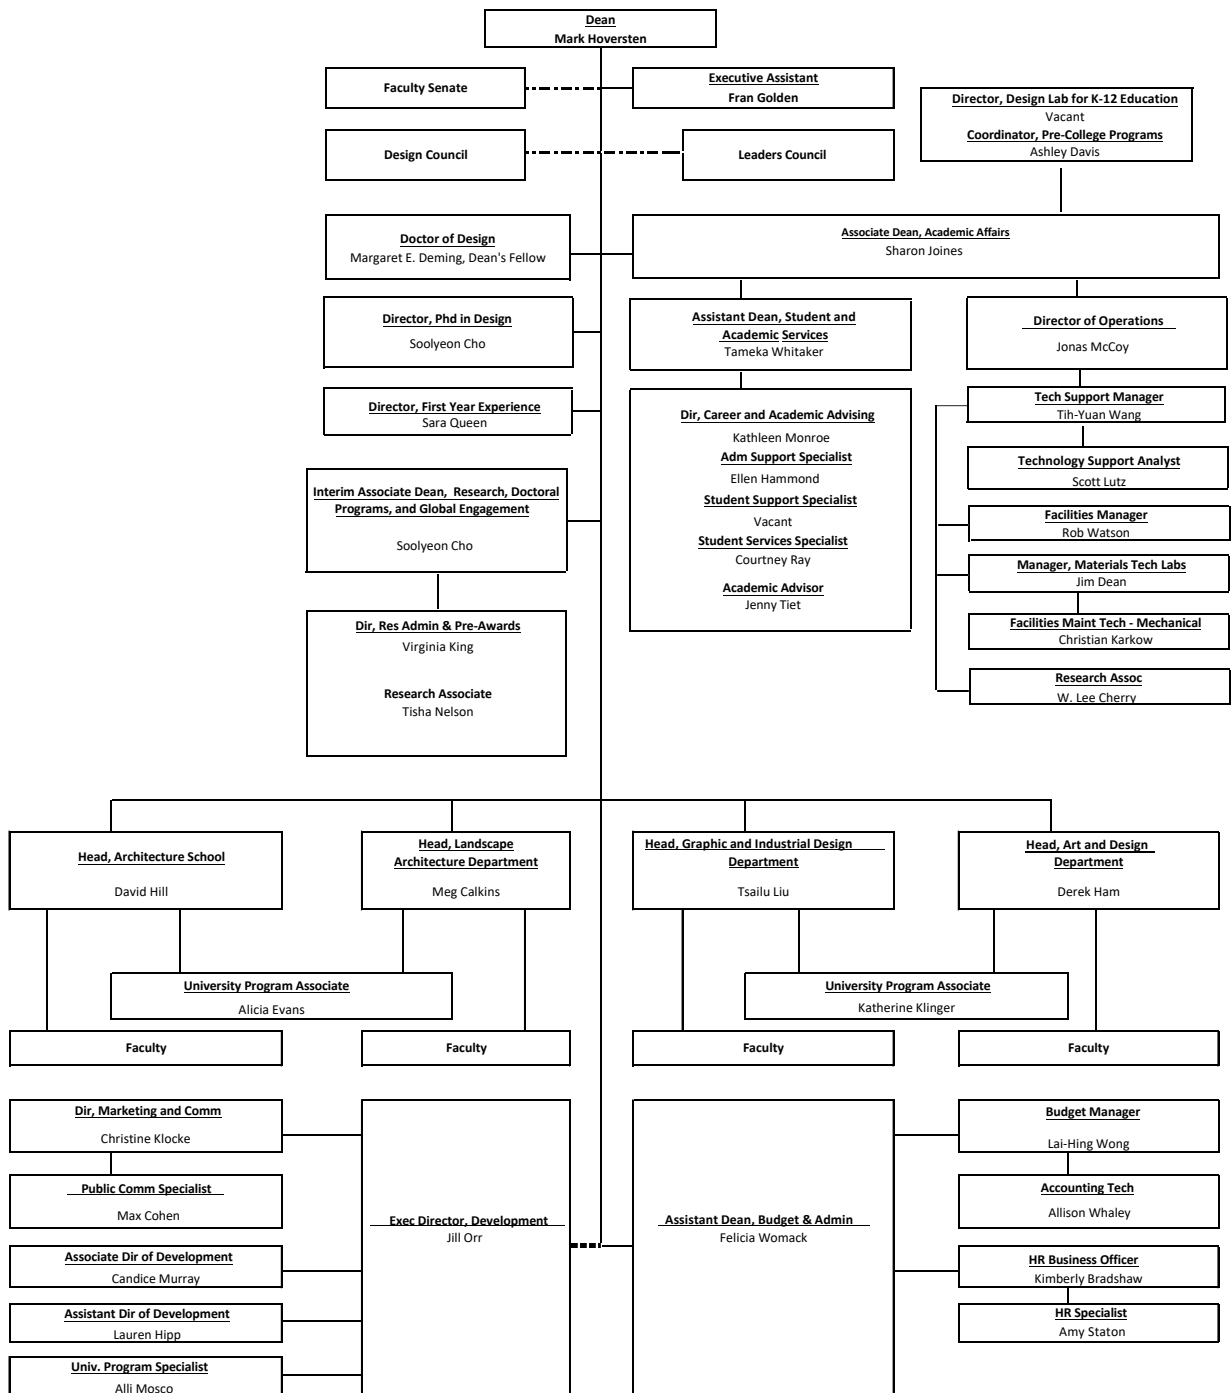 Dean
Mark Hoversten
Faculty Senate
Executive Assistant
Fran Golden
Director, Design Lab for K-12 Education
Vacant
Coordinator, Pre-College Programs
Ashley Davis
Design Council
Leaders Council
Doctor of Design
Margaret E. Deming, Dean's Fellow
Associate Dean, Academic Affairs
Sharon Joines
Director, Phd in Design
Soolyeon Cho
Assistant Dean, Student and
Academic Services
Tameka Whitaker
Director of Operations
Jonas McCoy
Director, First Year Experience
Sara Queen
Dir, Career and Academic Advising
Kathleen Monroe
Adm Support Specialist
Ellen Hammond
Student Support Specialist
Vacant
Student Services Specialist
Courtney Ray
Academic Advisor
Jenny Tiet
Tech Support Manager
Tih-Yuan Wang
Technology Support Analyst
Scott Lutz
Facilities Manager
Rob Watson
Manager, Materials Tech Labs
Jim Dean
Facilities Maint Tech - Mechanical
Christian Karkow
Research Assoc
W. Lee Cherry
Interim Associate Dean, Research, Doctoral
Programs, and Global Engagement
Soolyeon Cho
Dir, Res Admin & Pre-Awards
Virginia King
Research Associate
Tisha Nelson
Head, Architecture School
David Hill
Head, Landscape
Architecture Department
Meg Calkins
Head, Graphic and Industrial Design
Department
Tsailu Liu
Head, Art and Design
Department
Derek Ham
University Program Associate
Alicia Evans
University Program Associate
Katherine Klinger
Faculty
Faculty
Faculty
Faculty
Dir, Marketing and Comm
Christine Klocke
Public Comm Specialist
Max Cohen
Associate Dir of Development
Candice Murray
Assistant Dir of Development
Lauren Hipp
Univ. Program Specialist
Alli Mosco
Exec Director, Development
Jill Orr
Assistant Dean, Budget & Admin
Felicia Womack
Budget Manager
Lai-Hing Wong
Accounting Tech
Allison Whaley
HR Business Officer
Kimberly Bradshaw
HR Specialist
Amy Staton